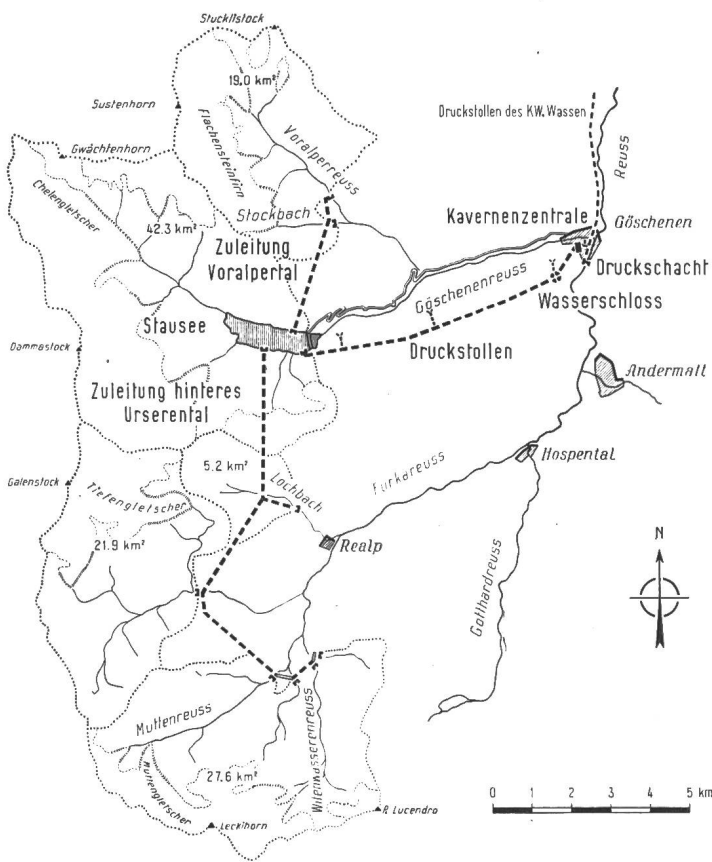 Stucklistock
19.0 km²
Sustenhorn
Flachensteinfirn
Voralperreuss
Druckstollen des KW. Wassen
Reuss
Gwächtenhorn
Chelengletscher
42.3 km²
Stockbach
Zuleitung
Voralpertal
Kavernenzentrale
Göschenen
Göschenenreuss
Druckschacht
Wasserschloss
Stausee
Druckstollen
Dammastock
Zuleitung hinteres
Urserental
Andermatt
5.2 km²
Lochbach
Furkareuss
Hospental
Galenstock
Tiefengletscher
21.9 km²
Realp
N
Gotthardreuss
Muttenreuss
Witenwasserenreuss
27.6 km²
Muttengletscher
Leckihorn
P. Lucendro
0 1 2 3 4 5 km